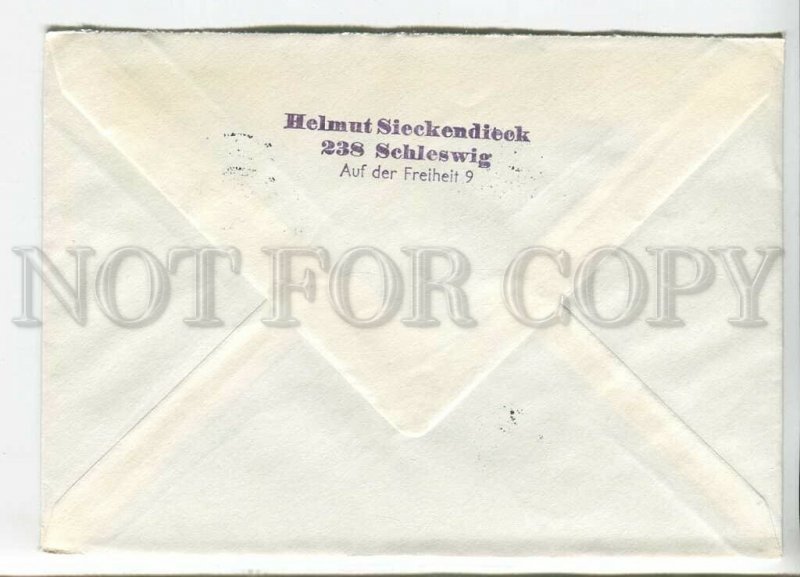 Helmut Sieckendieck
238 Schleswig
Auf der Freiheit 9
NOT FOR COPY